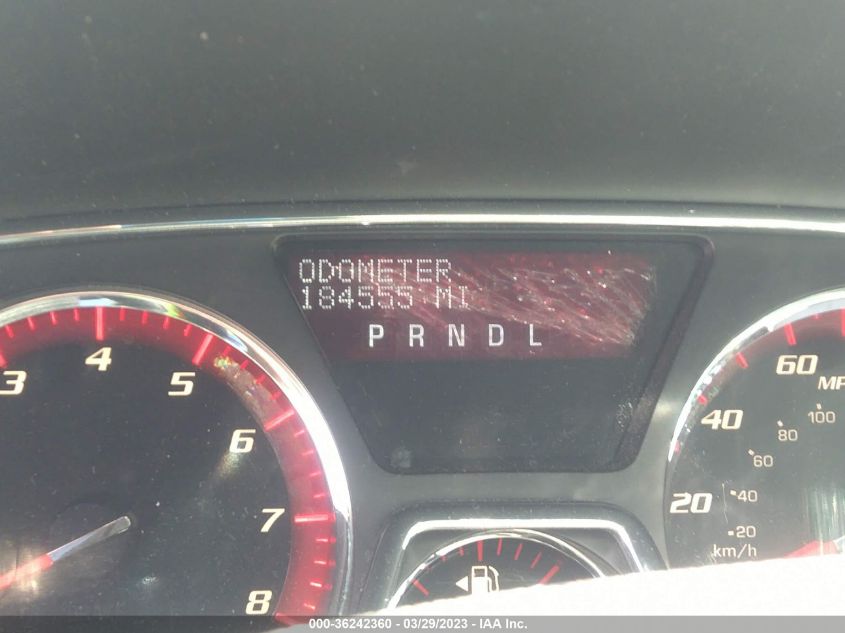 ODOMETER
184555 MI
P R N D L
3 4 5 6 7 8
20 40 60 MP
20 40 60 80 100
km/h
000-36242360 - 03/29/2023 - IAA Inc.